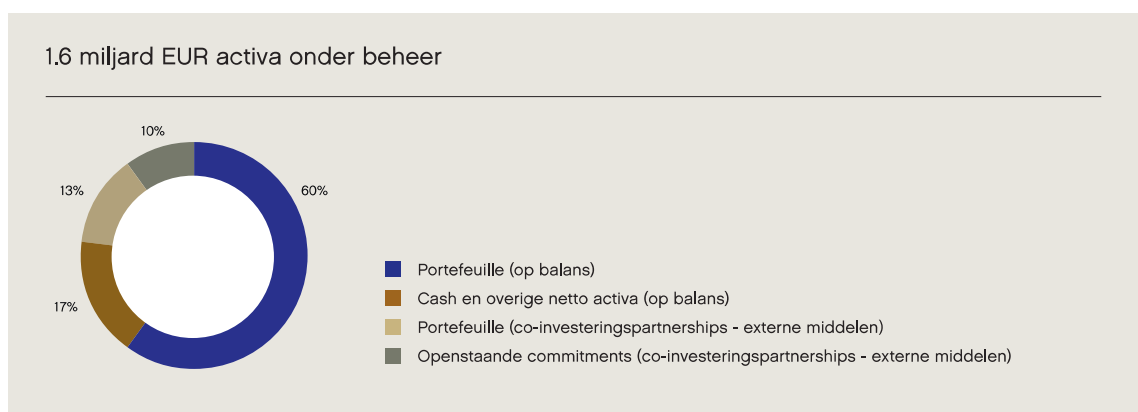 1.6 miljard EUR activa onder beheer
10%
13%
60%
17%
Portefeuille (op balans)
Cash en overige netto activa (op balans)
Portefeuille (co-investeringspartnerships - externe middelen)
Openstaande commitments (co-investeringspartnerships - externe middelen)